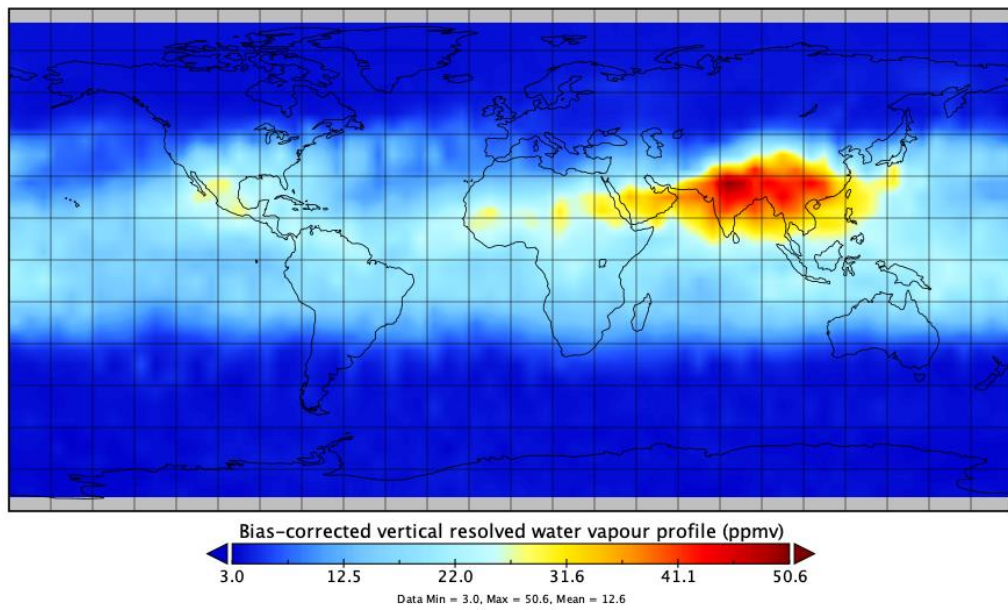 Bias-corrected vertical resolved water vapour profile (ppmv)
3.0 12.5 22.0 31.6 41.1 50.6
Data Min = 3.0, Max = 50.6, Mean = 12.6